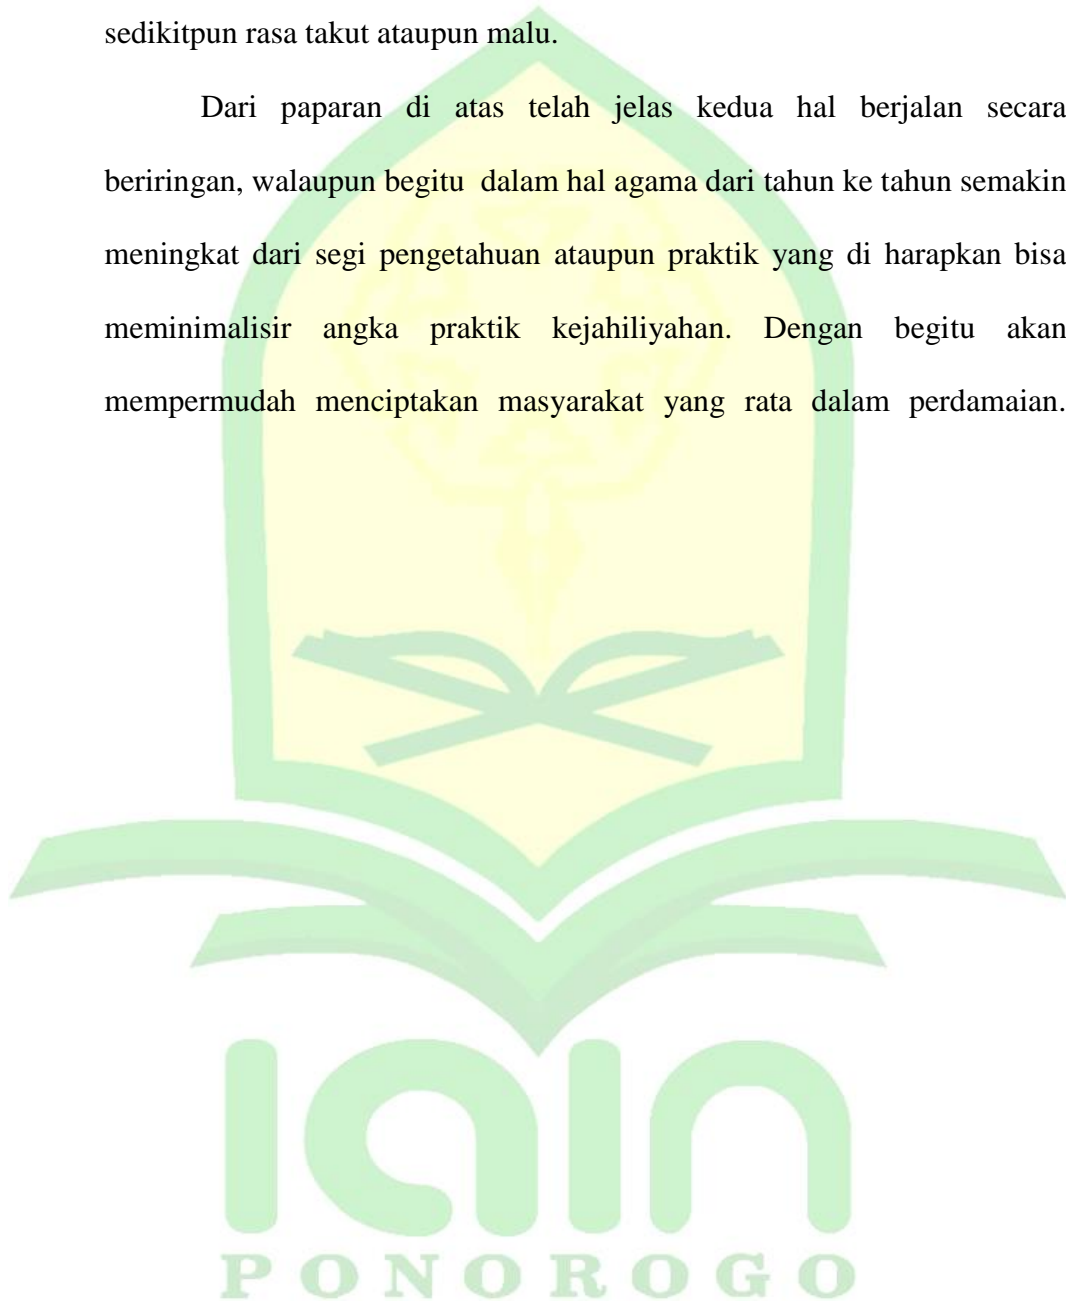 sedikitpun rasa takut ataupun malu.
Dari paparan di atas telah jelas kedua hal berjalan secara
beriringan, walaupun begitu dalam hal agama dari tahun ke tahun semakin
meningkat dari segi pengetahuan ataupun praktik yang di harapkan bisa
meminimalisir angka praktik kejahiliyahan. Dengan begitu akan
mempermudah menciptakan masyarakat yang rata dalam perdamaian.
iain
PONOROGO